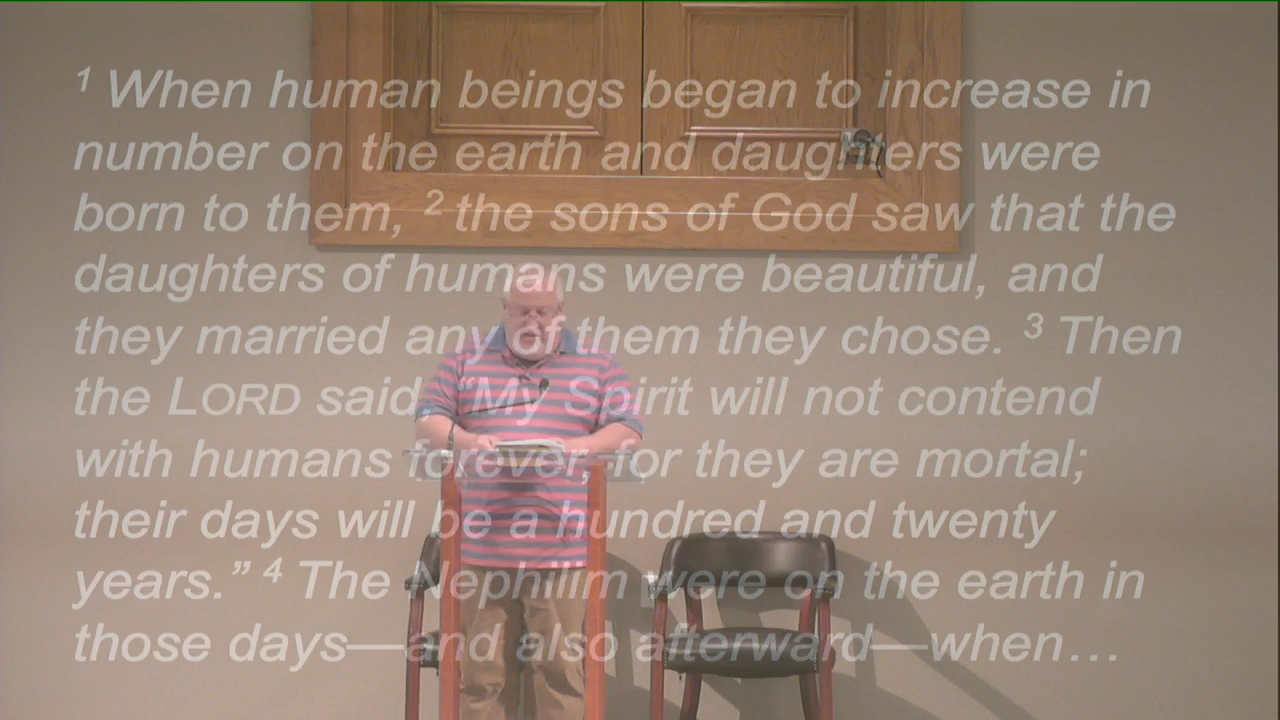 1 When human beings began to increase in
number on the earth and daughters were
born to them, 2 the sons of God saw that the
daughters of humans were beautiful, and
they married any of them they chose. 3 Then
the LORD said, “My Spirit will not contend
with humans forever, for they are mortal;
their days will be a hundred and twenty
years.” 4 The Nephilim were on the earth in
those days—and also afterward—when…